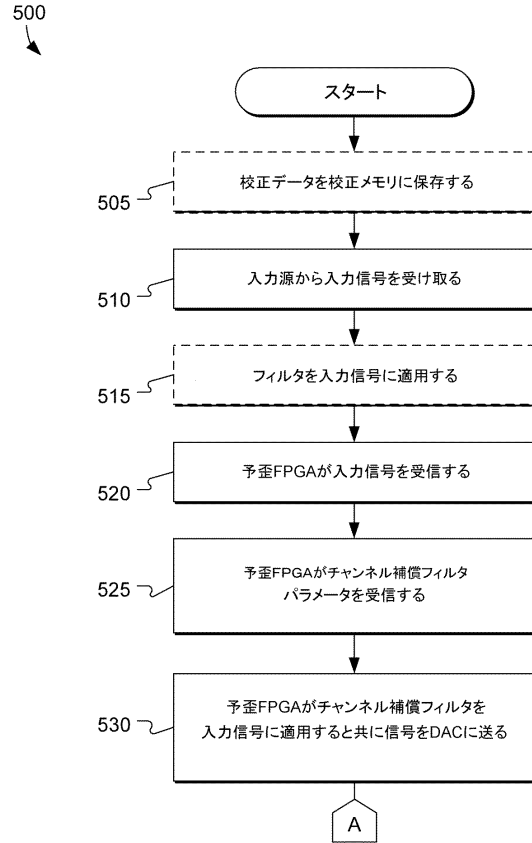 500
スタート
505
校正データを校正メモリに保存する
510
入力源から入力信号を受け取る
515
フィルタを入力信号に適用する
520
予歪FPGAが入力信号を受信する
525
予歪FPGAがチャンネル補償フィルタ
パラメータを受信する
530
予歪FPGAがチャンネル補償フィルタを
入力信号に適用すると共に信号をDACに送る
A